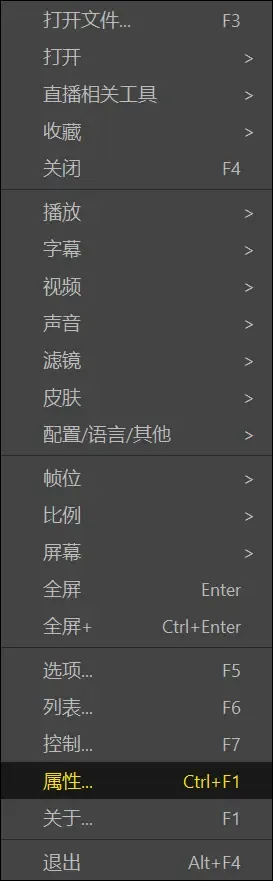 打开文件... F3
打开 >
直播相关工具 >
收藏 >
关闭 F4
播放 >
字幕 >
视频 >
声音 >
滤镜 >
皮肤 >
配置/语言/其他 >
帧位 >
比例 >
屏幕 >
全屏 Enter
全屏+ Ctrl+Enter
选项... F5
列表... F6
控制... F7
属性... Ctrl+F1
关于... F1
退出 Alt+F4